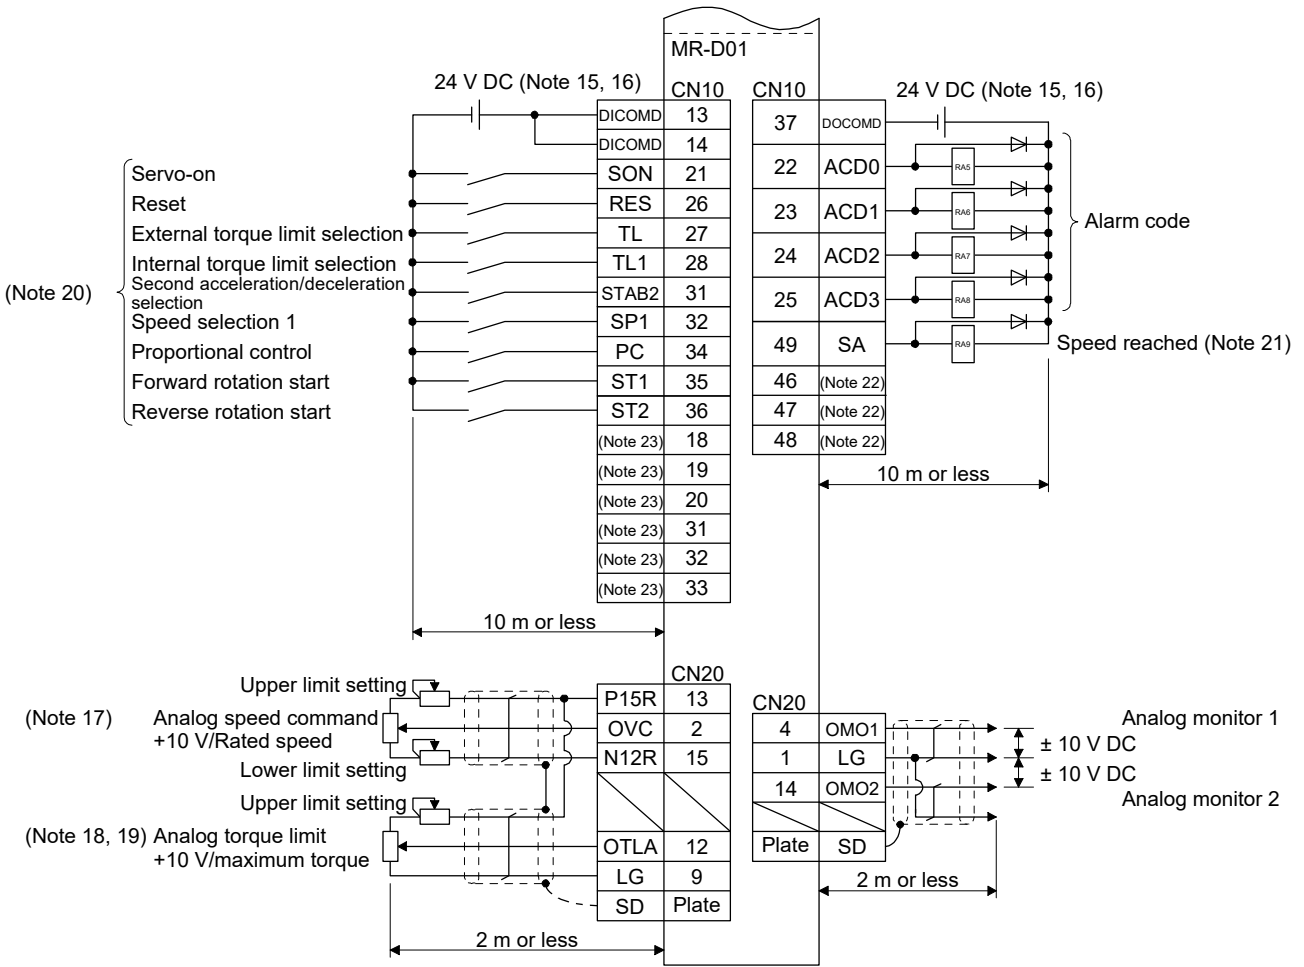 MR-D01
24 V DC (Note 15, 16)
CN10
DICOMD 13
DICOMD 14
Servo-on SON 21
Reset RES 26
External torque limit selection TL 27
Internal torque limit selection TL1 28
(Note 20)
Second acceleration/deceleration
selection STAB2 31
Speed selection 1 SP1 32
Proportional control PC 34
Forward rotation start ST1 35
Reverse rotation start ST2 36
(Note 23) 18
(Note 23) 19
(Note 23) 20
(Note 23) 31
(Note 23) 32
(Note 23) 33
10 m or less
CN10
24 V DC (Note 15, 16)
37 DOCOMD
22 ACD0 RA5
23 ACD1 RA6
24 ACD2 RA7
25 ACD3 RA8
Alarm code
49 SA RA9 Speed reached (Note 21)
46 (Note 22)
47 (Note 22)
48 (Note 22)
10 m or less
CN20
Upper limit setting P15R 13
(Note 17) Analog speed command OVC 2
+10 V/Rated speed
N12R 15
Lower limit setting
Upper limit setting
(Note 18, 19) Analog torque limit OTLA 12
+10 V/maximum torque
LG 9
SD Plate
2 m or less
CN20
4 OMO1 Analog monitor 1
± 10 V DC
1 LG
± 10 V DC
14 OMO2 Analog monitor 2
Plate SD
2 m or less